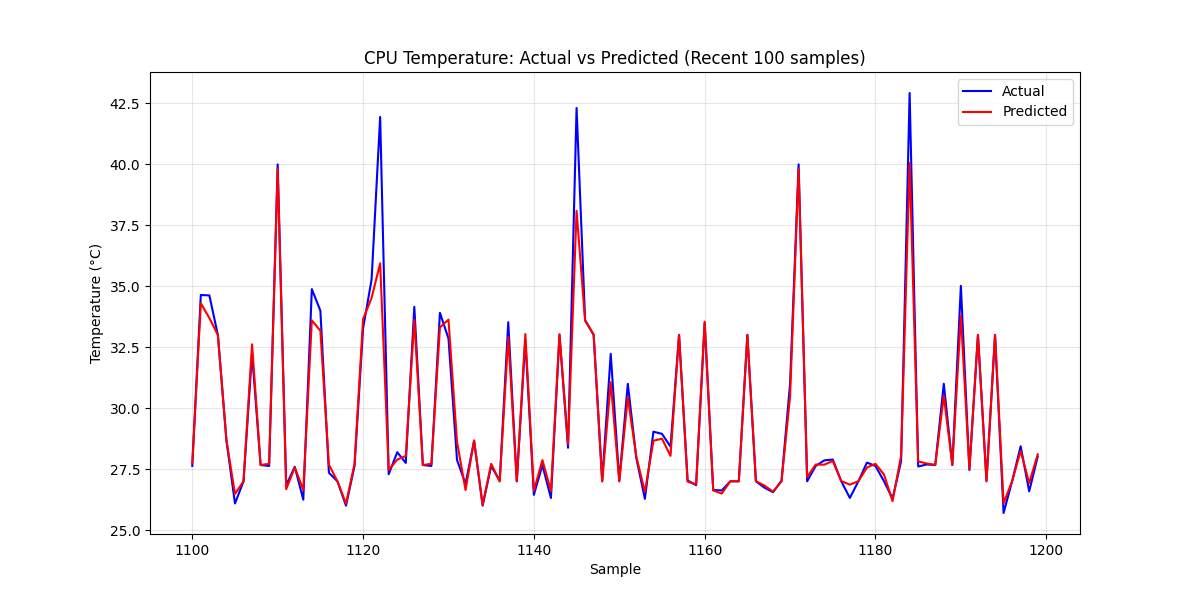 CPU Temperature: Actual vs Predicted (Recent 100 samples)
Actual
Predicted
Temperature (°C)
42.5
40.0
37.5
35.0
32.5
30.0
27.5
25.0
1100 1120 1140 1160 1180 1200
Sample